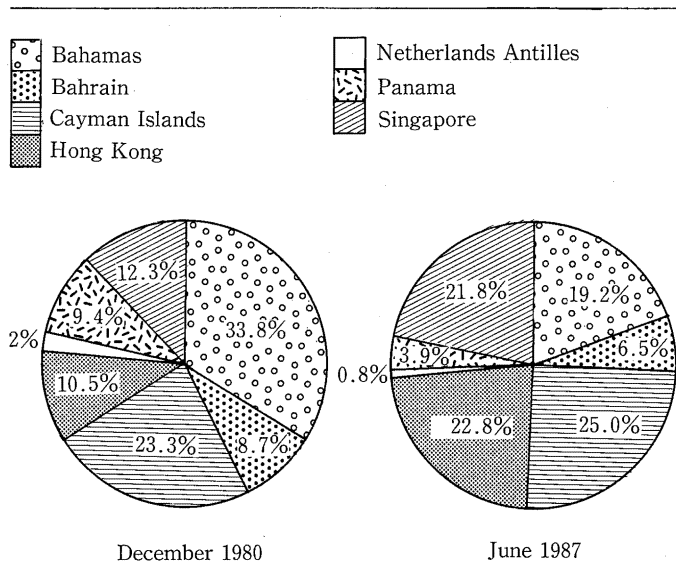 Bahamas
Bahrain
Cayman Islands
Hong Kong
Netherlands Antilles
Panama
Singapore
12.3%
9.4%
33.8%
2%
10.5%
23.3%
8.7%
December 1980
21.8%
19.2%
3.9%
6.5%
0.8%
22.8%
25.0%
June 1987